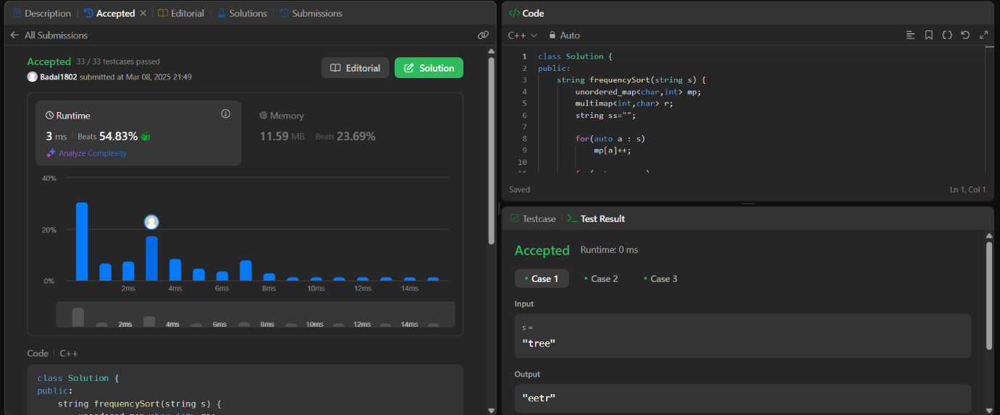 Description
Accepted
Editorial
Solutions
Submissions
All Submissions
Accepted 33 / 33 testcases passed
Badal1802 submitted at Mar 08, 2025 21:49
Editorial
Solution
Runtime
3 ms Beats 54.83%
Analyze Complexity
Memory
11.59 MB Beats 23.69%
40%
20%
0%
2ms 4ms 6ms 8ms 10ms 12ms 14ms
2ms 4ms 6ms 8ms 10ms 12ms 14ms
Code C++
class Solution {
public:
string frequencySort(string s) {
</> Code
C++ Auto
1 class Solution {
2 public:
3 string frequencySort(string s) {
4 unordered_map<char,int> mp;
5 multimap<int,char> r;
6 string ss="";
7
8 for(auto a : s)
9 mp[a]++;
10
Saved
Ln 1, Col 1
Testcase
Test Result
Accepted Runtime: 0 ms
Case 1 Case 2 Case 3
Input
s =
"tree"
Output
"eetr"